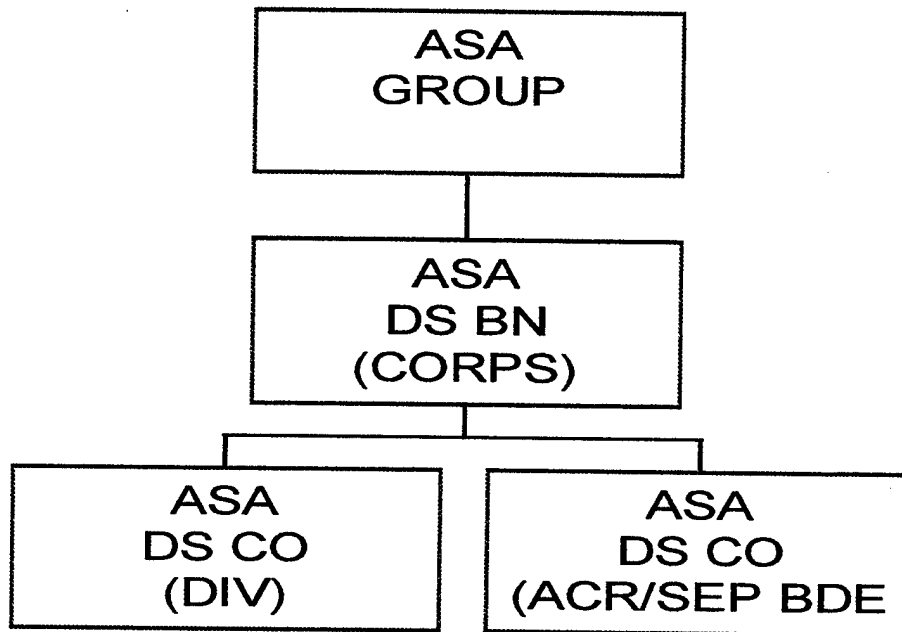 ASA
GROUP
ASA
DS BN
(CORPS)
ASA
DS CO
(DIV)
ASA
DS CO
(ACR/SEP BDE